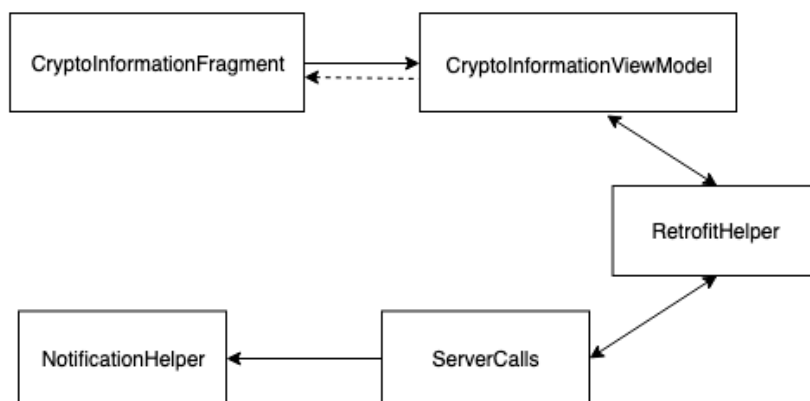 CryptoInformationFragment
CryptoInformationViewModel
RetrofitHelper
NotificationHelper
ServerCalls